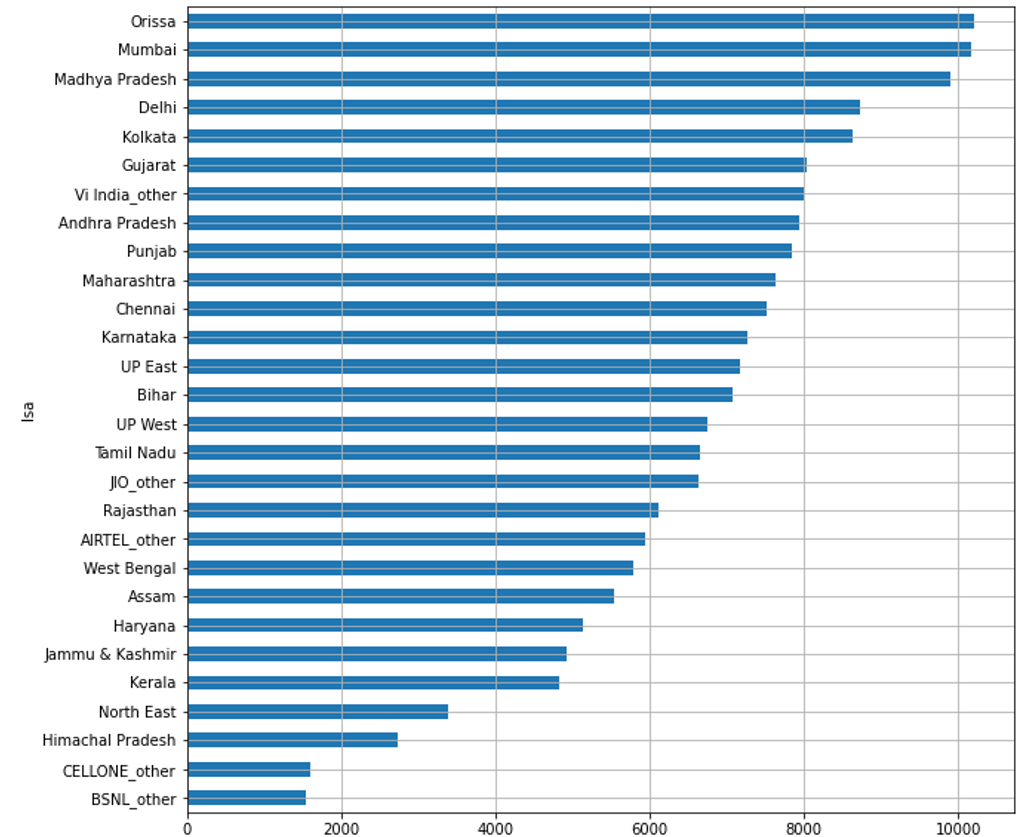 Orissa
Mumbai
Madhya Pradesh
Delhi
Kolkata
Gujarat
Vi India_other
Andhra Pradesh
Punjab
Maharashtra
Chennai
Karnataka
UP East
Bihar
lsa
UP West
Tamil Nadu
JIO_other
Rajasthan
AIRTEL_other
West Bengal
Assam
Haryana
Jammu & Kashmir
Kerala
North East
Himachal Pradesh
CELLONE_other
BSNL_other
0 2000 4000 6000 8000 10000